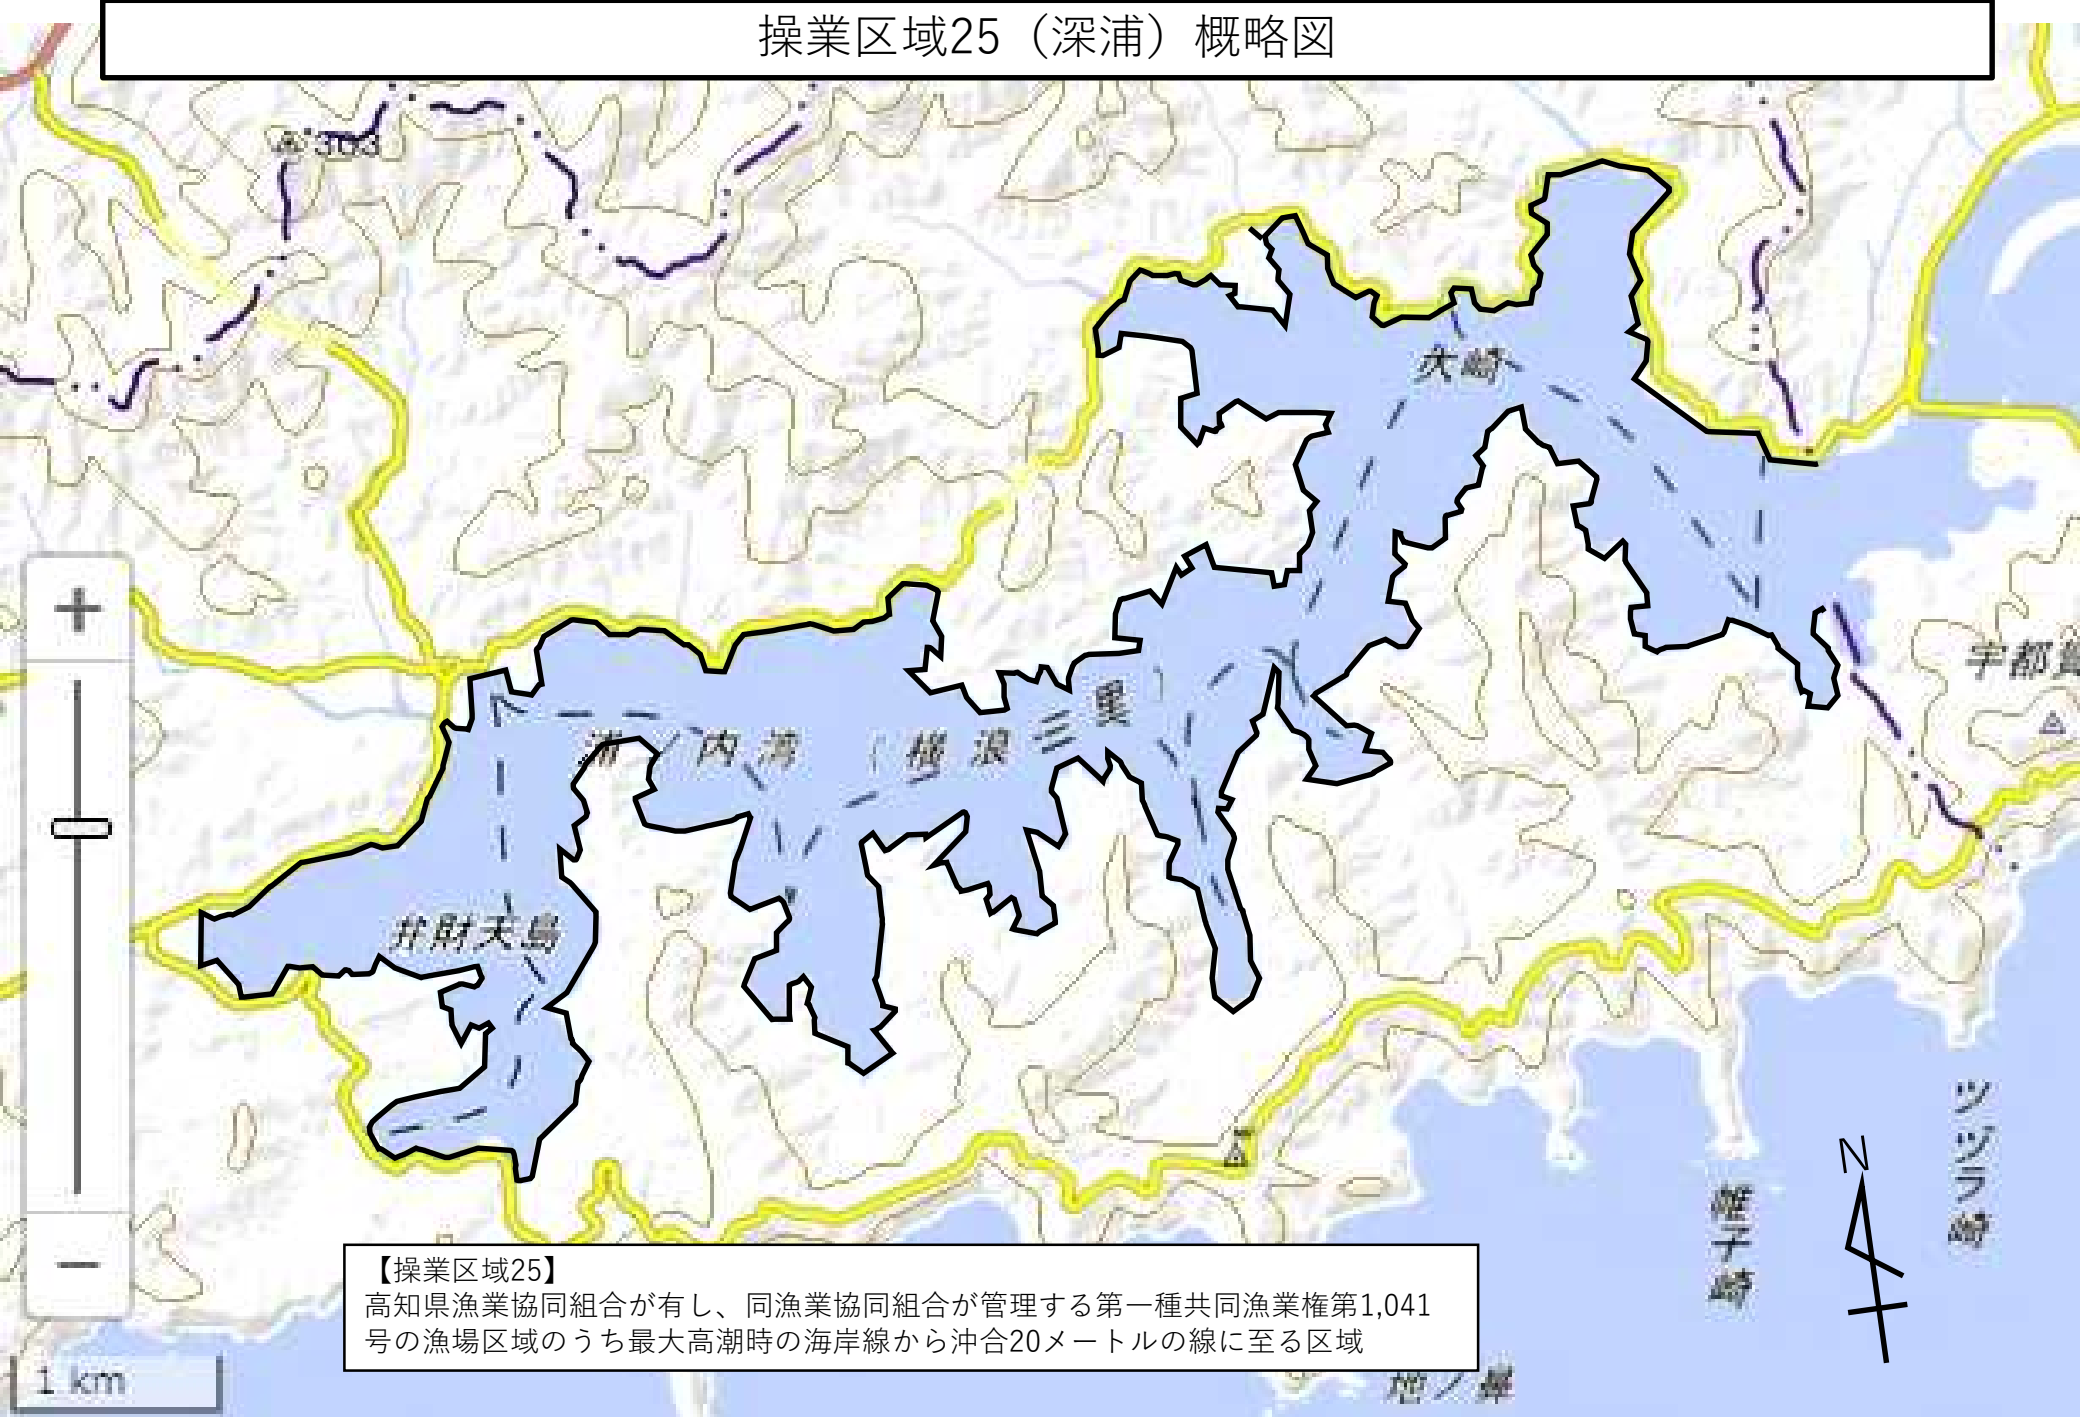 操業区域25（深浦）概略図
363
大崎
宇都賀
浦ノ内湾（横浪三里
弁財天島
ツヅラ崎
帷子崎
N
+
−
【操業区域25】
高知県漁業協同組合が有し、同漁業協同組合が管理する第一種共同漁業権第1,041
号の漁場区域のうち最大高潮時の海岸線から沖合20メートルの線に至る区域
1 km
地ノ鼻